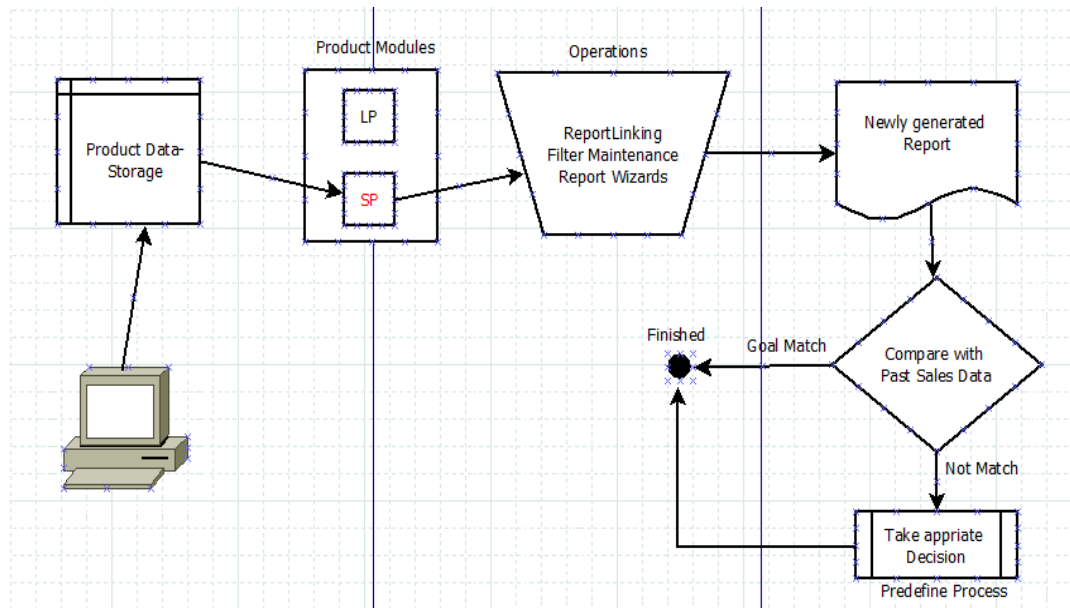 Product Modules
Operations
LP
Product Data-
Storage
SP
ReportLinking
Filter Maintenance
Report Wizards
Newly generated
Report
Finished
Goal Match
Compare with
Past Sales Data
Not Match
Take appriate
Decision
Predefine Process